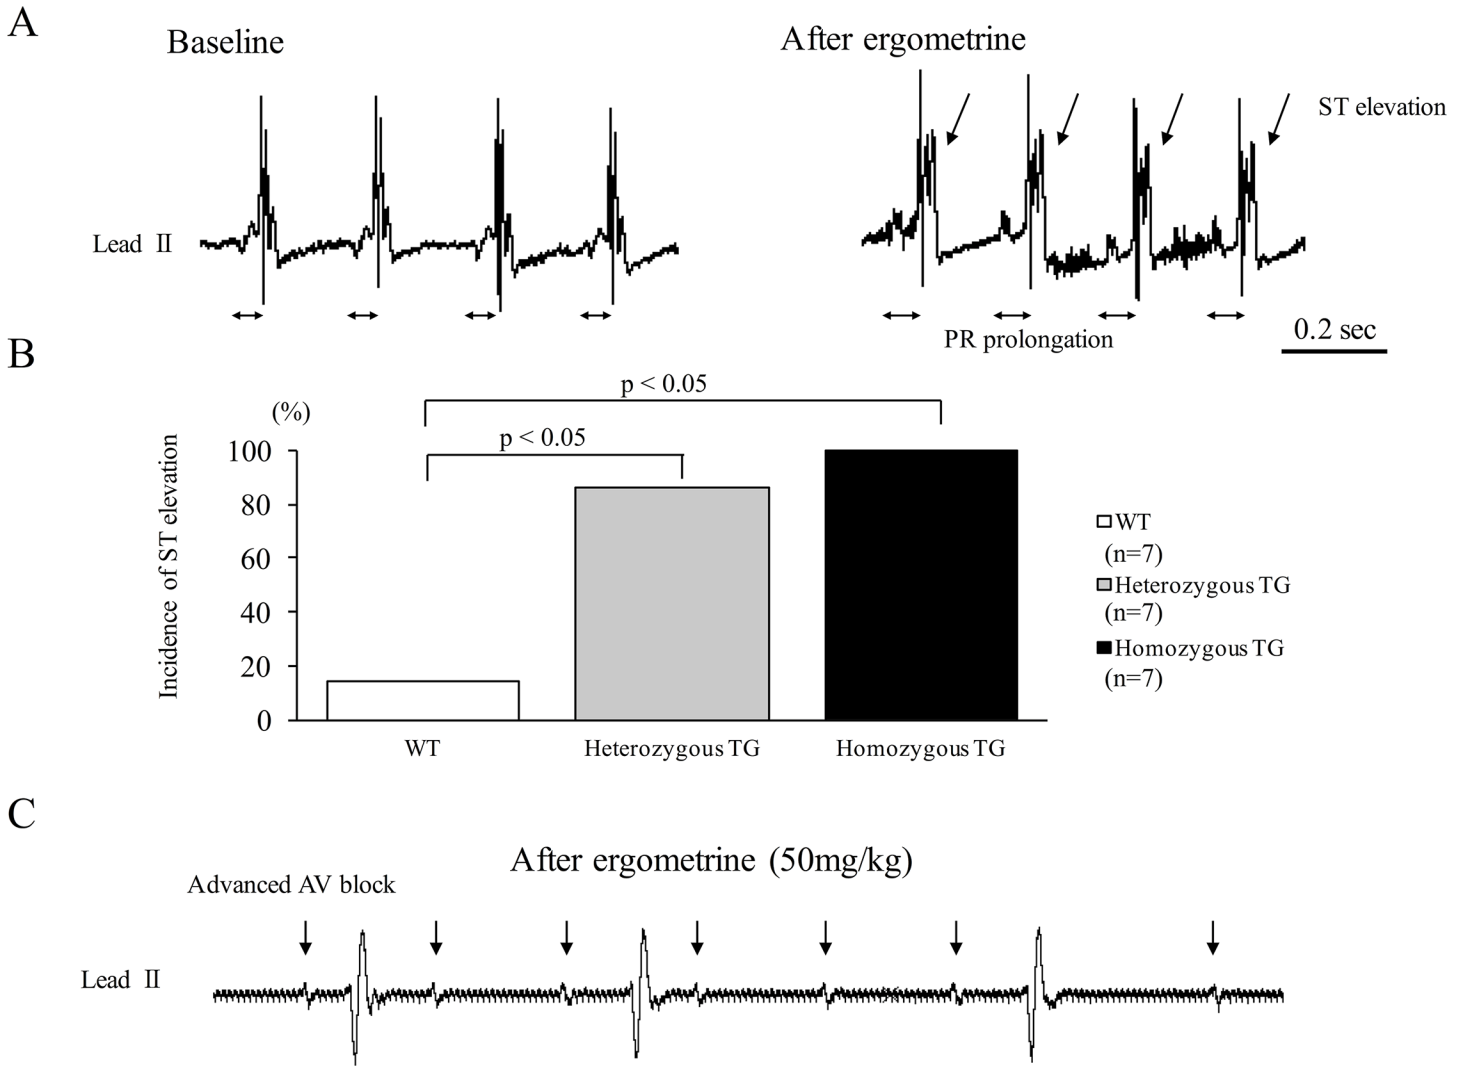 A
Baseline
After ergometrine
ST elevation
Lead Ⅱ
PR prolongation
0.2 sec
B
p < 0.05
(%)
p < 0.05
100
80
60
40
20
0
Incidence of ST elevation
WT
Heterozygous TG
Homozygous TG
WT
(n=7)
Heterozygous TG
(n=7)
Homozygous TG
(n=7)
C
After ergometrine (50mg/kg)
Advanced AV block
Lead Ⅱ